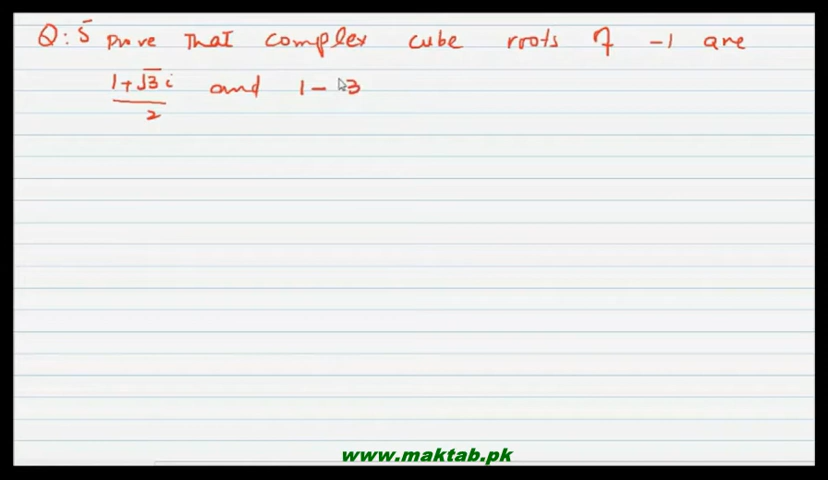 Q:5 Prove That complex cube roots of -1 are
1+√3i/2 and 1-3
www.maktab.pk